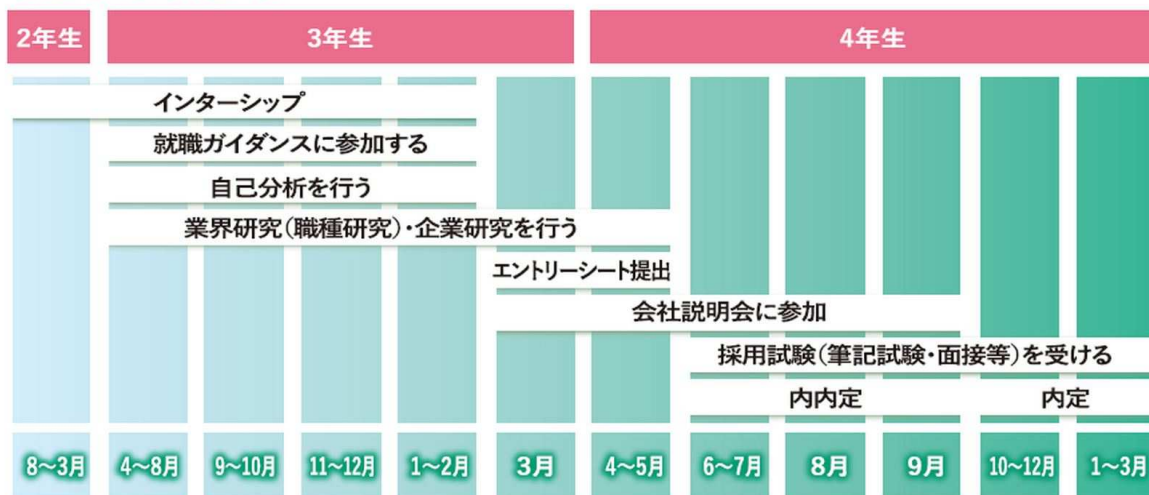 2年生 3年生 4年生
インターシップ
就職ガイダンスに参加する
自己分析を行う
業界研究(職種研究)・企業研究を行う
エントリーシート提出
会社説明会に参加
採用試験(筆記試験・面接等)を受ける
内内定 内定
8〜3月 4〜8月 9〜10月 11〜12月 1〜2月 3月 4〜5月 6〜7月 8月 9月 10〜12月 1〜3月